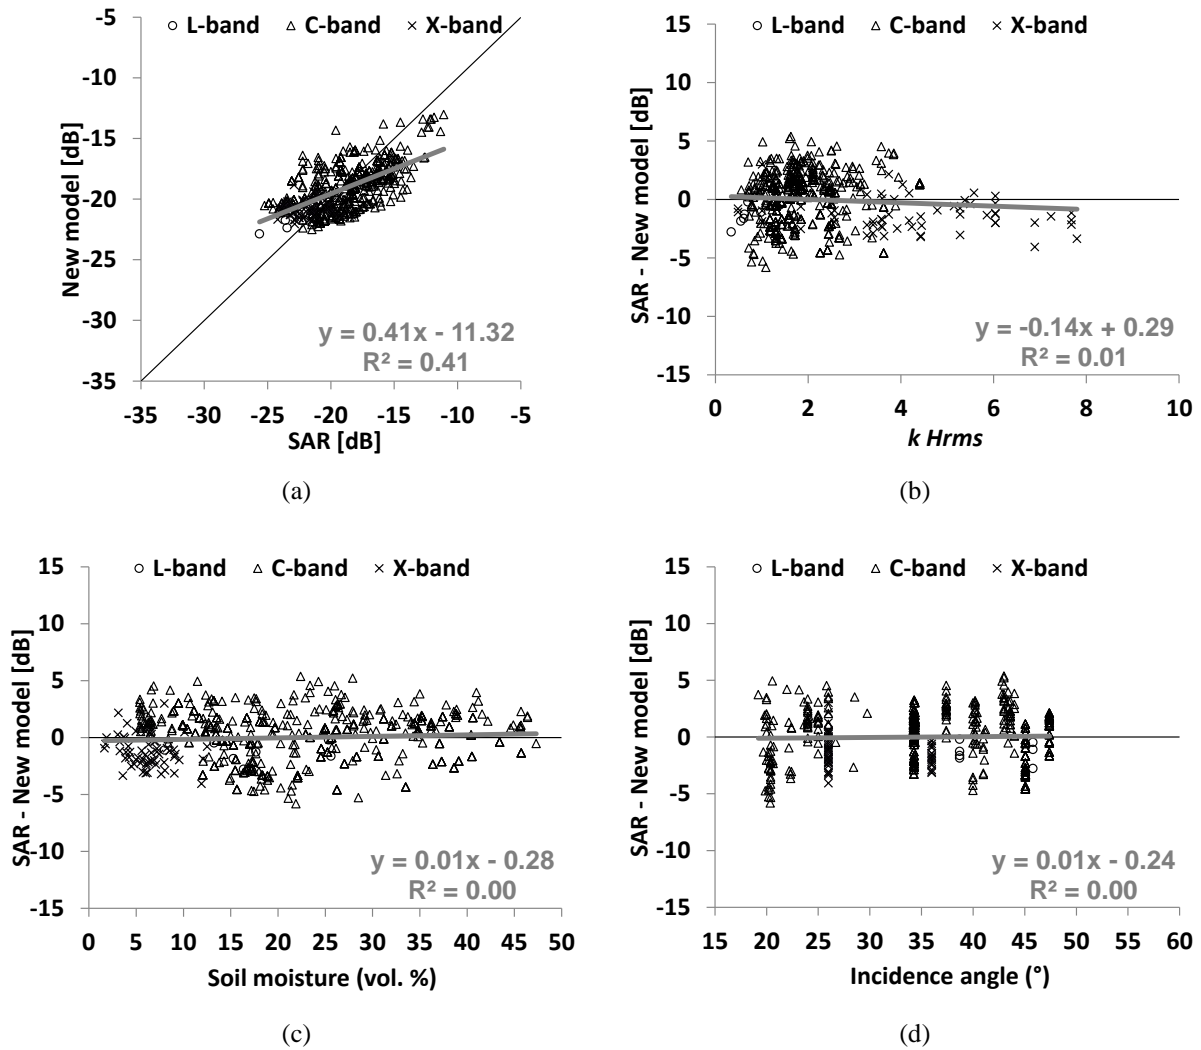 L-band C-band X-band
New model [dB]
-5
-10
-15
-20
-25
-30
-35
y = 0.41x - 11.32
R² = 0.41
-35 -30 -25 -20 -15 -10 -5
SAR [dB]
(a)
L-band C-band X-band
SAR - New model [dB]
15
10
5
0
-5
-10
-15
y = -0.14x + 0.29
R² = 0.01
0 2 4 6 8 10
k Hrms
(b)
L-band C-band X-band
SAR - New model [dB]
15
10
5
0
-5
-10
-15
y = 0.01x - 0.28
R² = 0.00
0 5 10 15 20 25 30 35 40 45 50
Soil moisture (vol. %)
(c)
L-band C-band X-band
SAR - New model [dB]
15
10
5
0
-5
-10
-15
y = 0.01x - 0.24
R² = 0.00
15 20 25 30 35 40 45 50 55 60
Incidence angle (°)
(d)